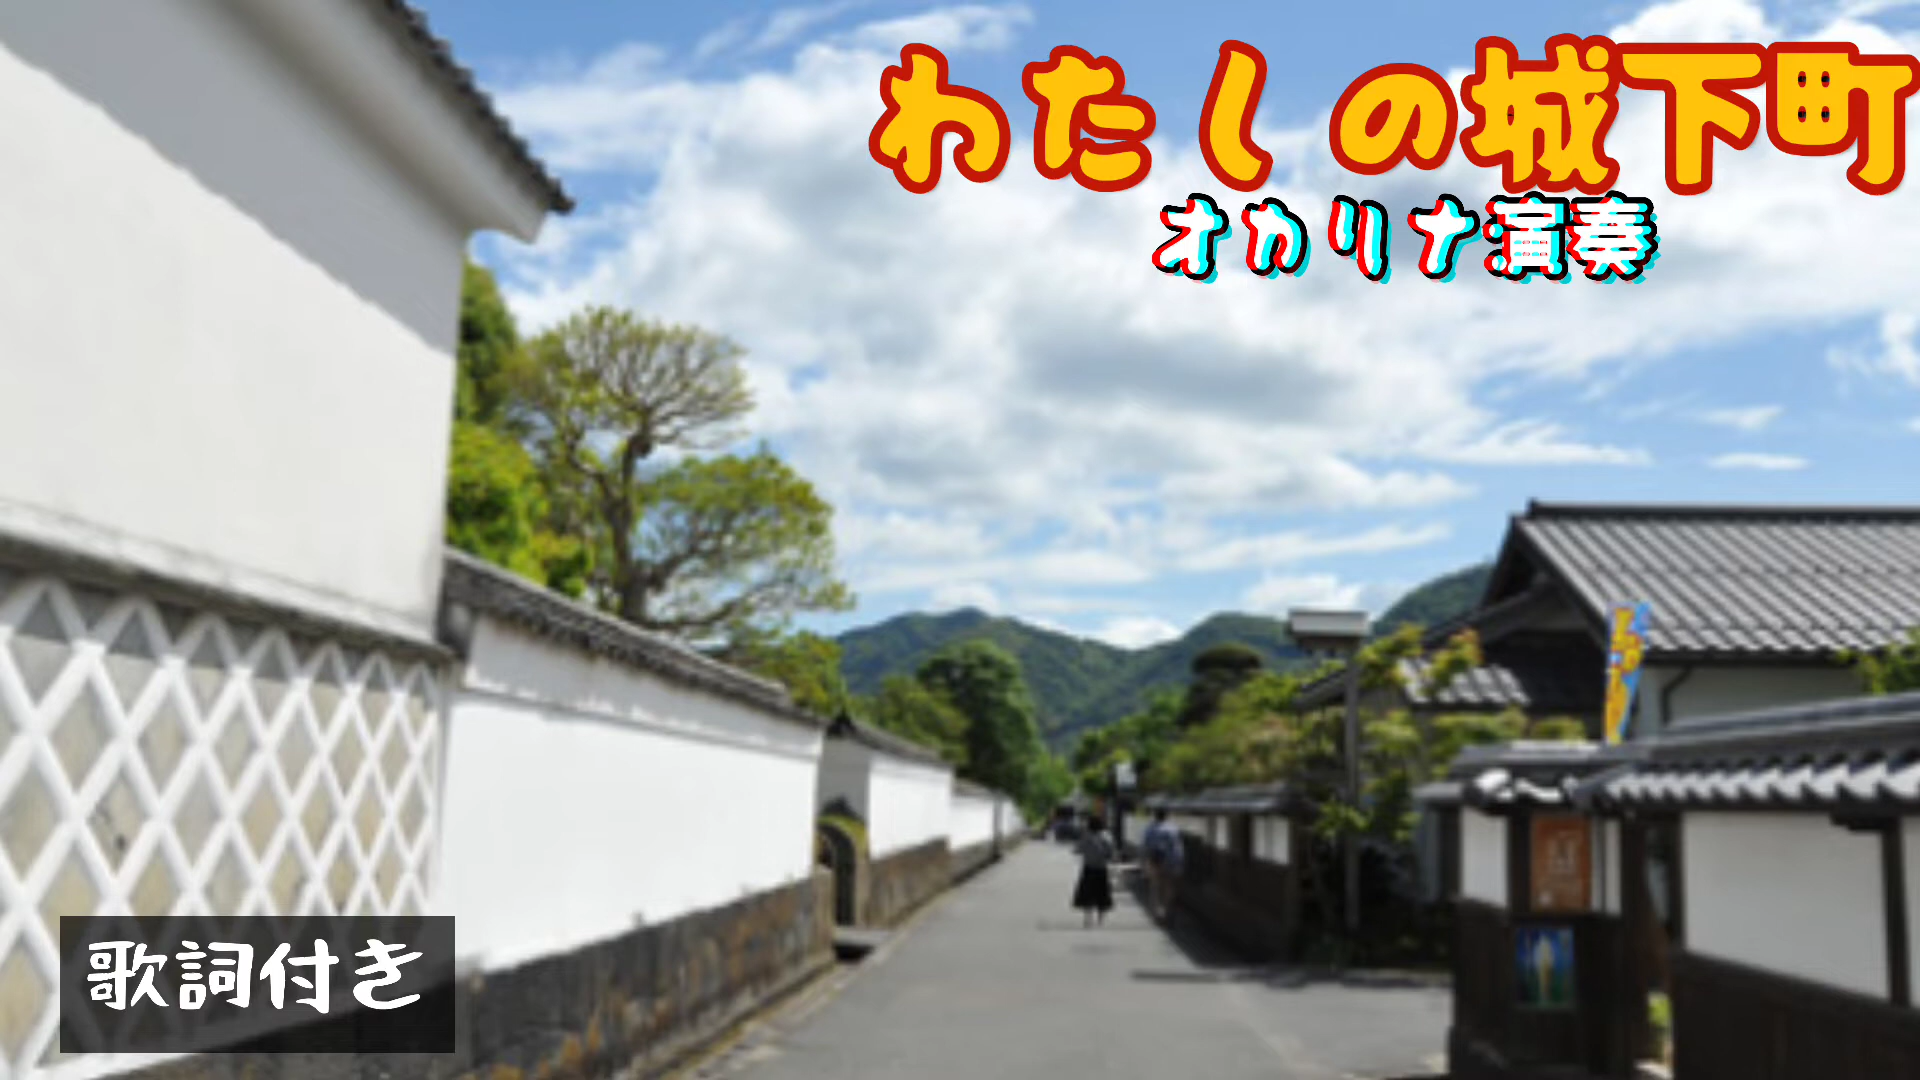 わたしの城下町
オカリナ演奏
歌詞付き